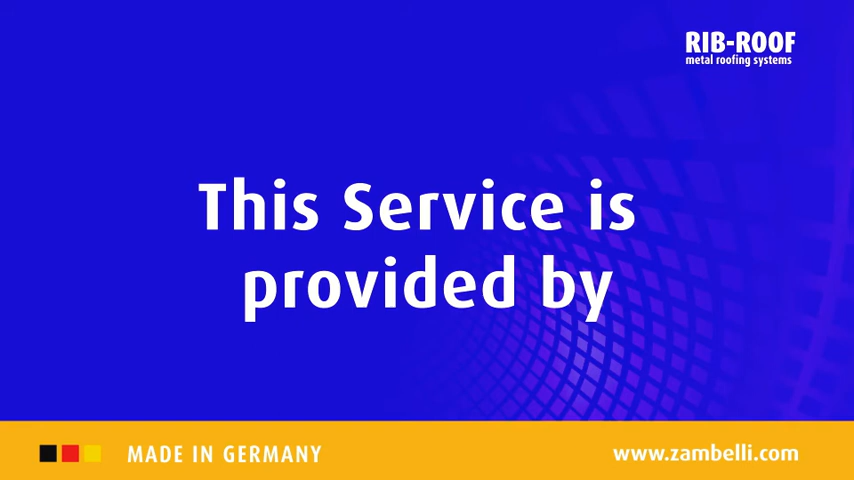 RIB-ROOF
metal roofing systems
This Service is
provided by
MADE IN GERMANY
www.zambelli.com